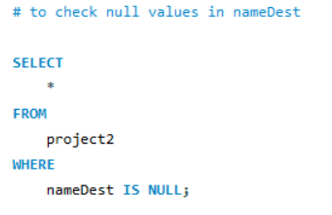 # to check null values in nameDest
SELECT
*
FROM
project2
WHERE
nameDest IS NULL;